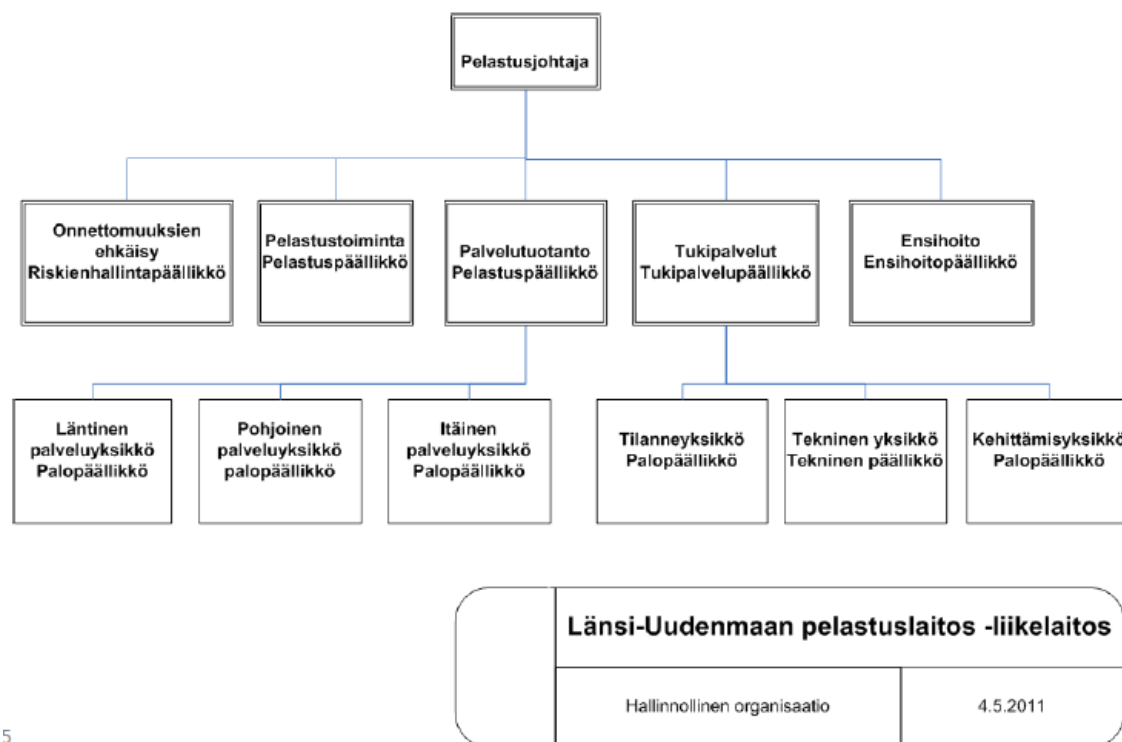 Pelastusjohtaja
Onnettomuuksien
ehkäisy
Riskienhallintapäällikkö
Pelastustoiminta
Pelastuspäällikkö
Palvelutuotanto
Pelastuspäällikkö
Tukipalvelut
Tukipalvelupäällikkö
Ensihoito
Ensihoitopäällikkö
Läntinen
palveluyksikkö
Palopäällikkö
Pohjoinen
palveluyksikkö
palopäällikkö
Itäinen
palveluyksikkö
Palopäällikkö
Tilanneyksikkö
Palopäällikkö
Tekninen yksikkö
Tekninen päällikkö
Kehittämisyksikkö
Palopäällikkö
Länsi-Uudenmaan pelastuslaitos -liikelaitos
Hallinnollinen organisaatio
4.5.2011
5